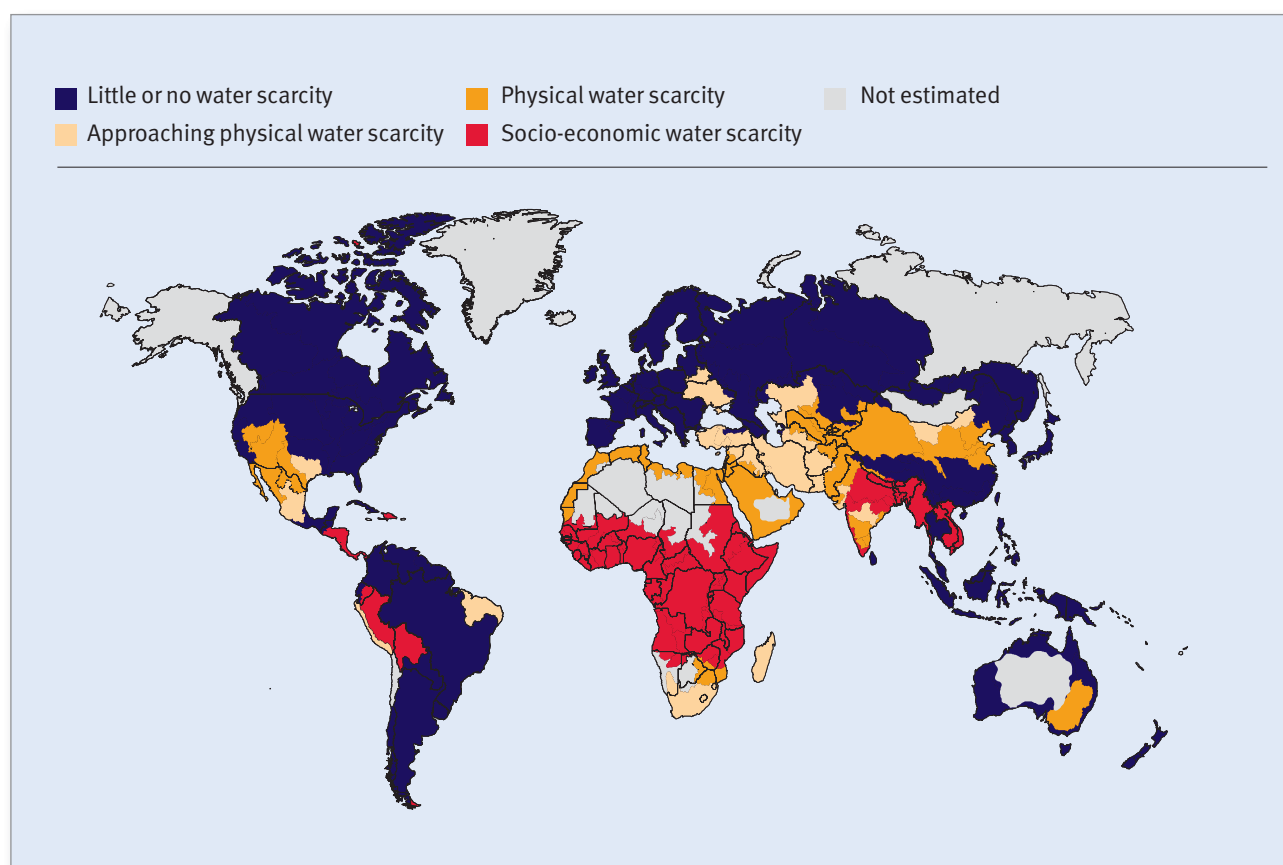 Little or no water scarcity
Physical water scarcity
Not estimated
Approaching physical water scarcity
Socio-economic water scarcity